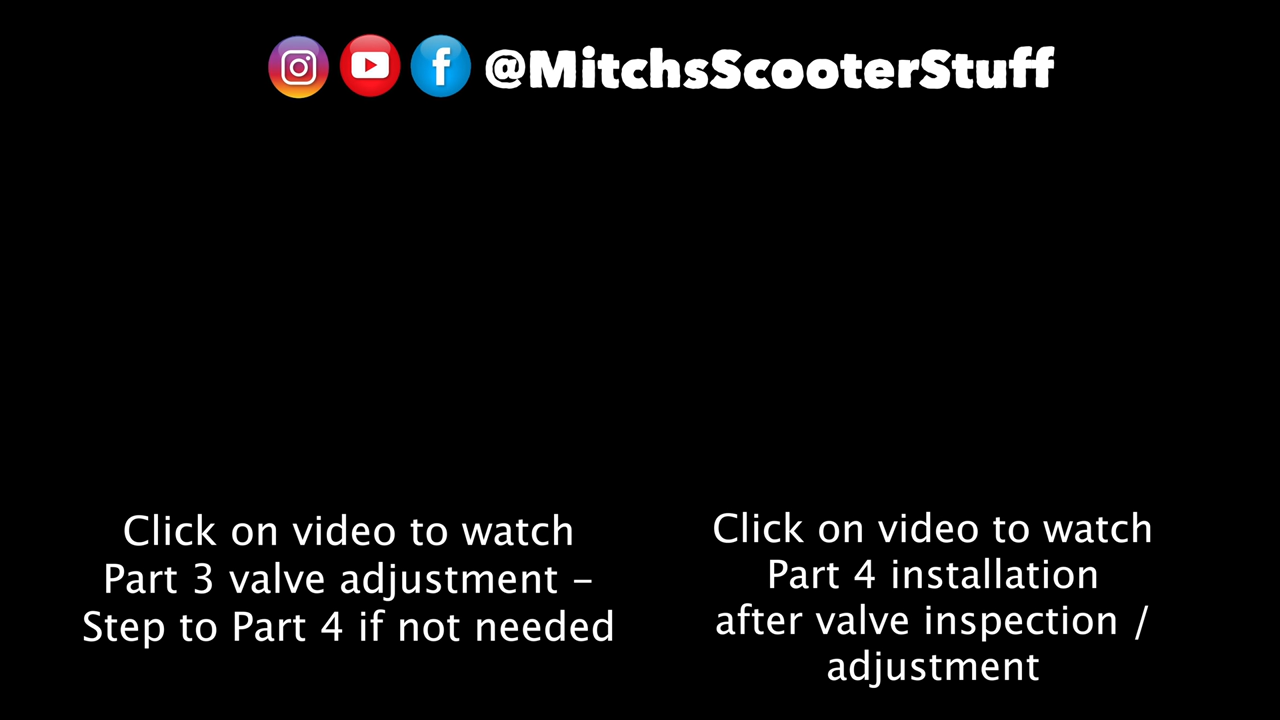 @MitchsScooterStuff
Click on video to watch
Part 3 valve adjustment –
Step to Part 4 if not needed
Click on video to watch
Part 4 installation
after valve inspection /
adjustment